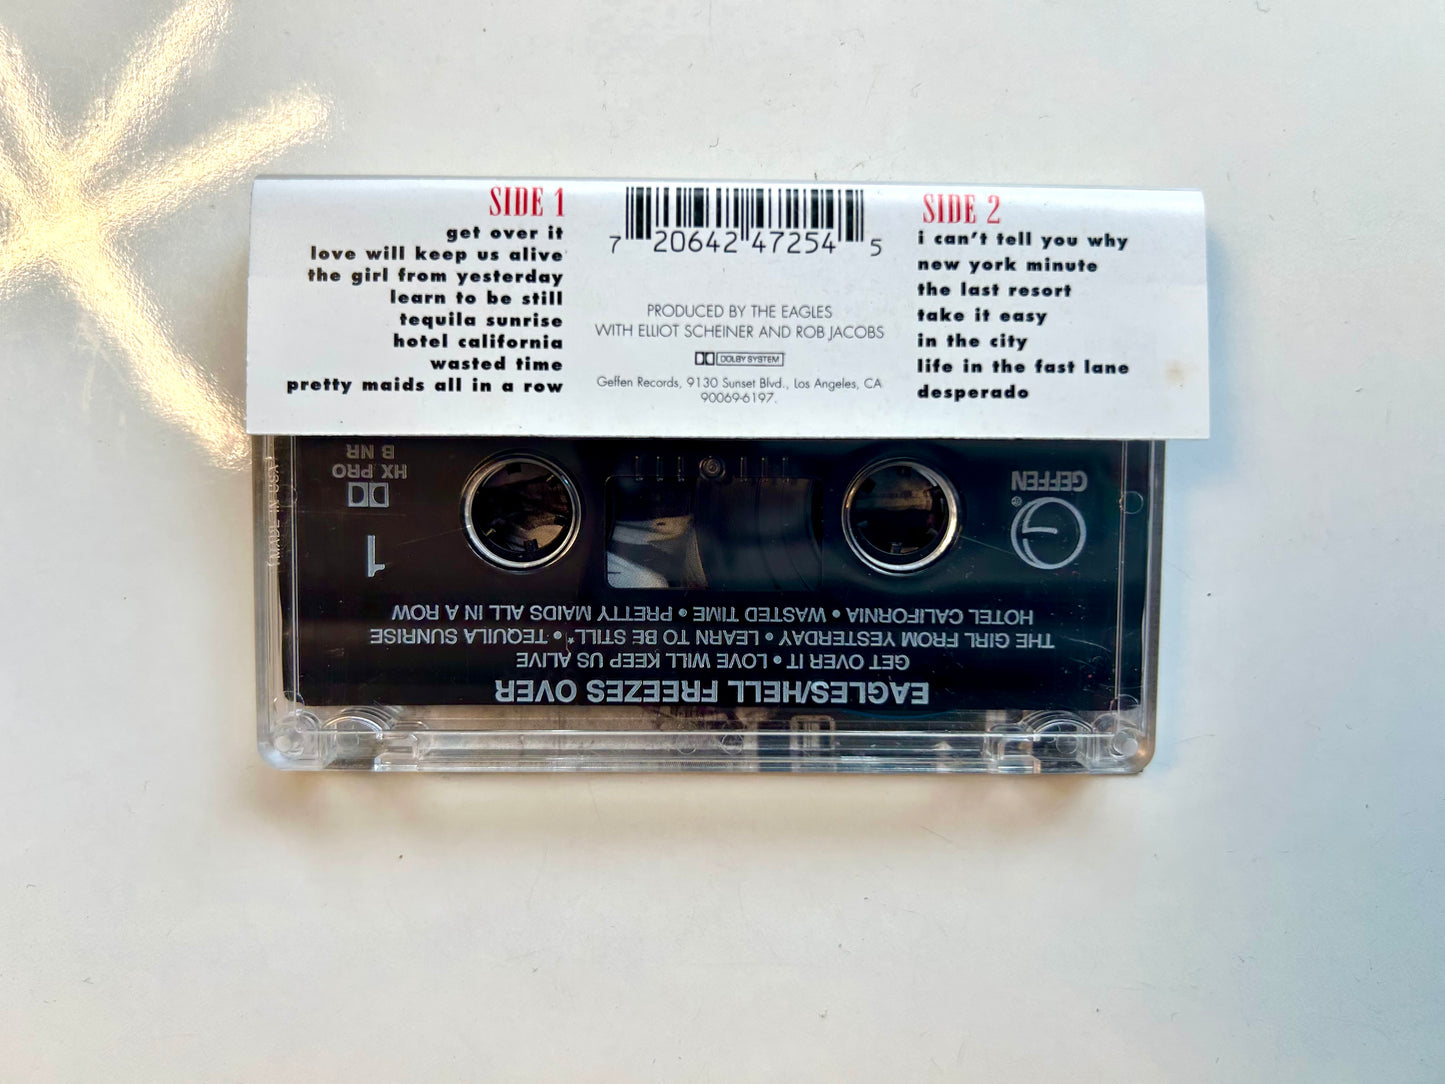 SIDE 1
get over it
love will keep us alive
the girl from yesterday
learn to be still
tequila sunrise
hotel california
wasted time
pretty maids all in a row
7 20642 47254 5
PRODUCED BY THE EAGLES
WITH ELLIOT SCHEINER AND ROB JACOBS
DOLBY SYSTEM
Geffen Records, 9130 Sunset Blvd., Los Angeles, CA
90069-6197.
SIDE 2
i can't tell you why
new york minute
the last resort
take it easy
in the city
life in the fast lane
desperado
EAGLES/HELL FREEZES OVER
GET OVER IT • LOVE WILL KEEP US ALIVE
THE GIRL FROM YESTERDAY • LEARN TO BE STILL* • TEQUILA SUNRISE
HOTEL CALIFORNIA • WASTED TIME • PRETTY MAIDS ALL IN A ROW
GEFFEN
®
1
HX PRO
B NR
MADE IN USA